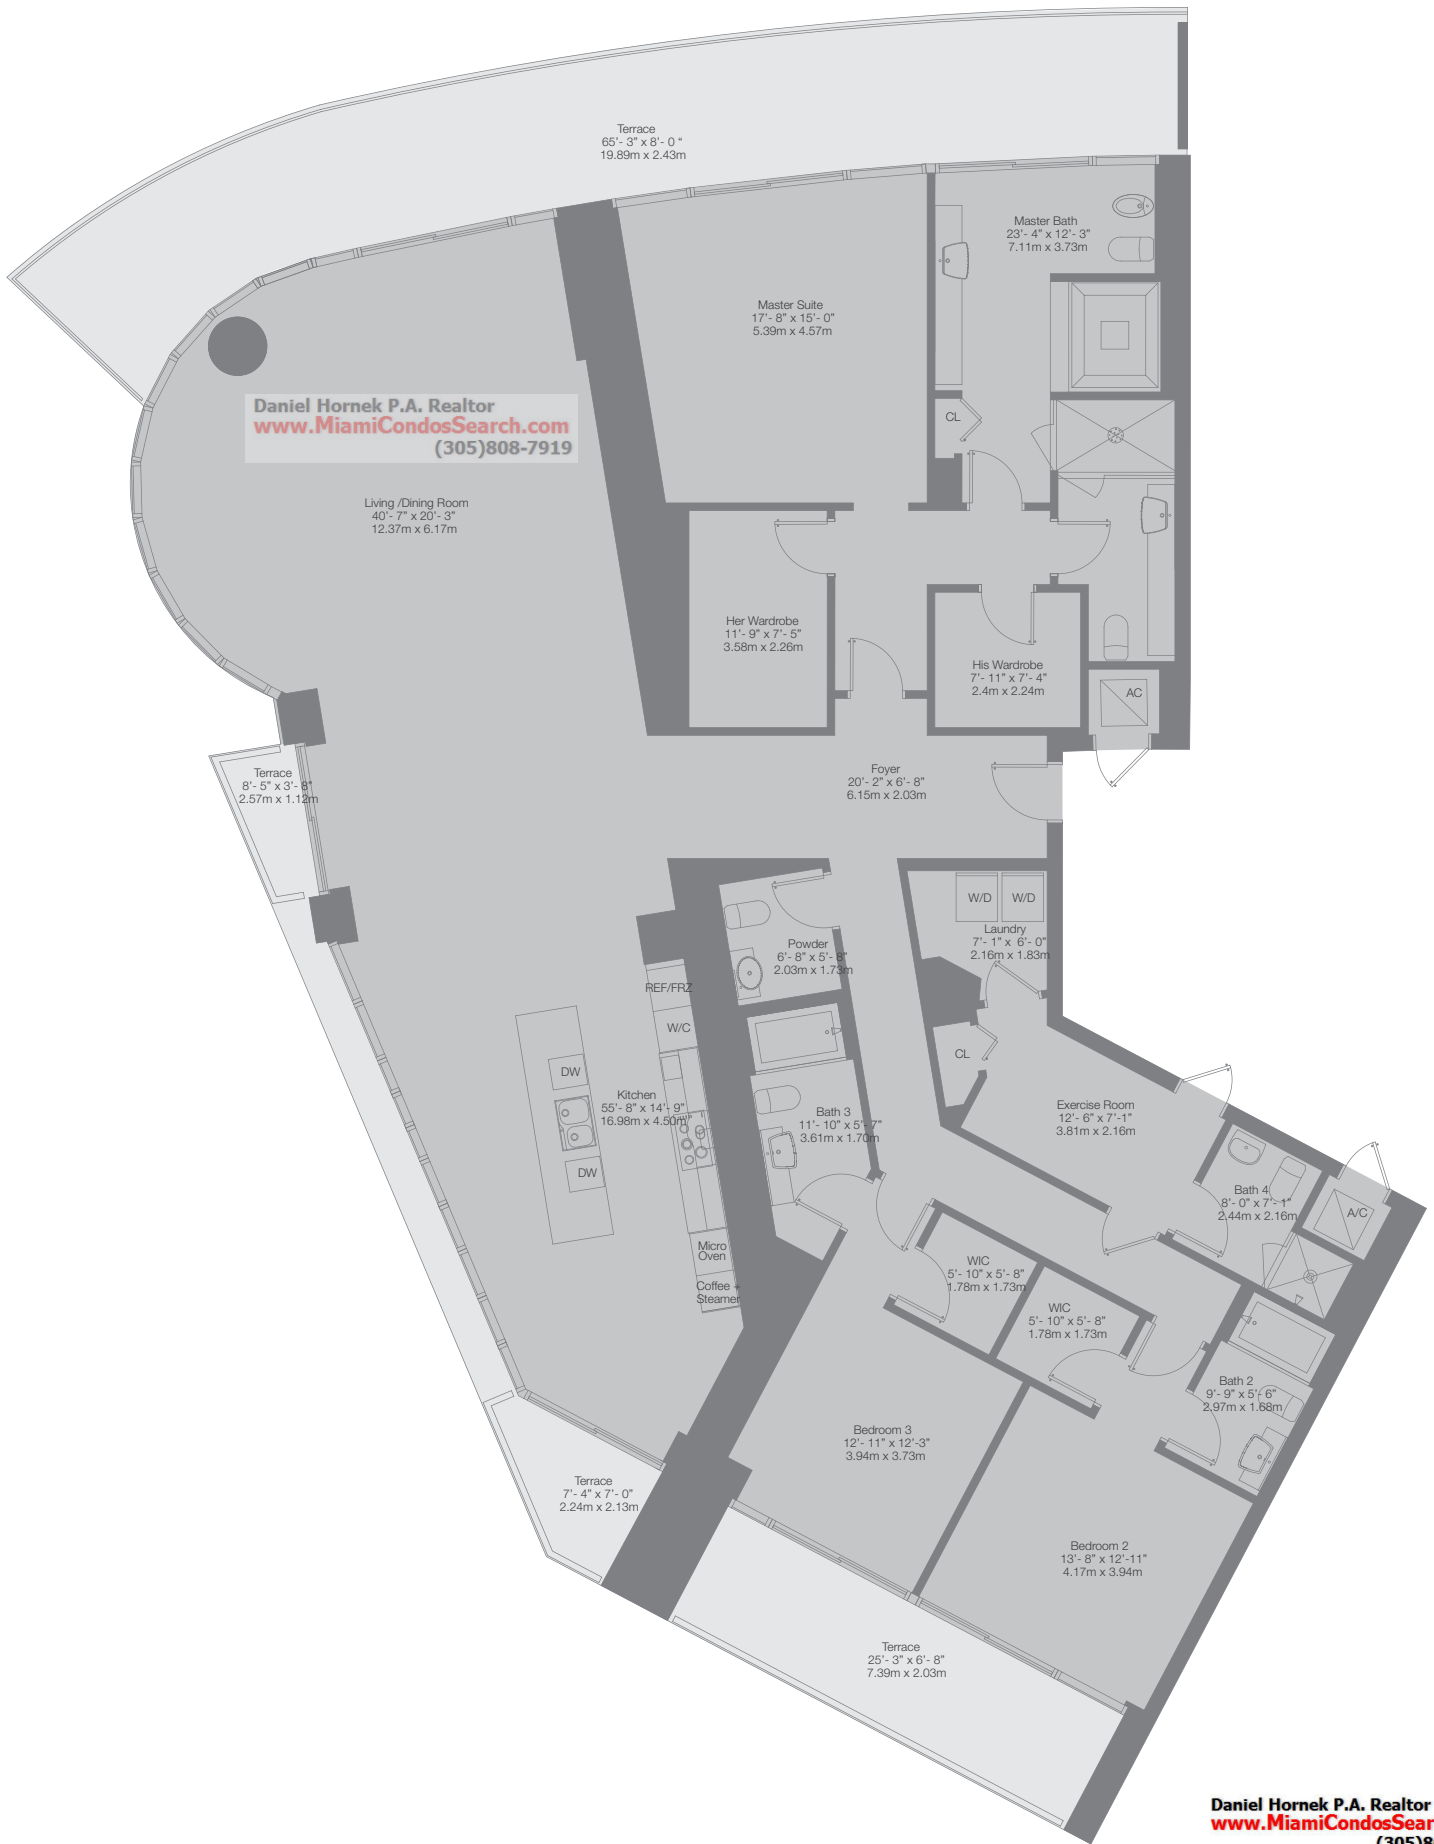 Terrace
65'- 3" x 8'- 0 “
19.89m x 2.43m
Master Bath
23'- 4" x 12'- 3"
7.11m x 3.73m
Master Suite
17'- 8" x 15'- 0"
5.39m x 4.57m
Daniel Hornek P.A. Realtor
www.MiamiCondosSearch.com
(305)808-7919
CL
Living /Dining Room
40'- 7" x 20'- 3"
12.37m x 6.17m
Her Wardrobe
11'- 9" x 7'- 5"
3.58m x 2.26m
His Wardrobe
7'- 11" x 7'- 4"
2.4m x 2.24m
AC
Terrace
8'- 5" x 3'- 8"
2.57m x 1.12m
Foyer
20'- 2" x 6'- 8"
6.15m x 2.03m
W/D
W/D
Laundry
7'- 1" x 6'- 0"
2.16m x 1.83m
Powder
6'- 8" x 5'- 8"
2.03m x 1.73m
REF/FRZ
W/C
CL
DW
Kitchen
55'- 8" x 14'- 9"
16.98m x 4.50m
DW
Bath 3
11'- 10" x 5'- 7"
3.61m x 1.70m
Exercise Room
12'- 6" x 7'-1"
3.81m x 2.16m
Bath 4
8'- 0" x 7'- 1"
2.44m x 2.16m
A/C
Micro
Oven
Coffee +
Steamer
WIC
5'- 10" x 5'- 8"
1.78m x 1.73m
WIC
5'- 10" x 5'- 8"
1.78m x 1.73m
Bath 2
9'- 9" x 5'- 6"
2.97m x 1.68m
Bedroom 3
12'- 11" x 12'-3"
3.94m x 3.73m
Terrace
7'- 4" x 7'- 0"
2.24m x 2.13m
Bedroom 2
13'- 8" x 12'-11"
4.17m x 3.94m
Terrace
25'- 3" x 6'- 8"
7.39m x 2.03m
Daniel Hornek P.A. Realtor
www.MiamiCondosSear
(305)8